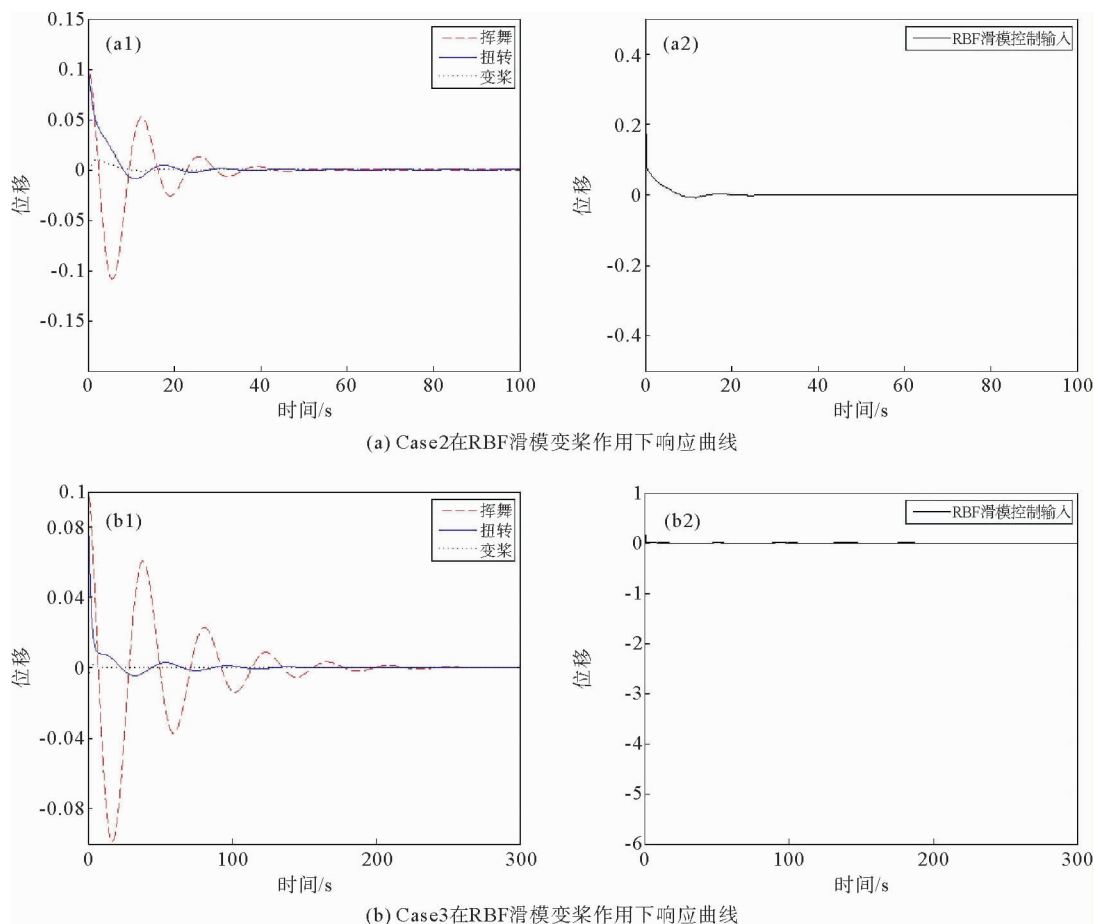 0.15
0.1
0.05
0
-0.05
-0.1
-0.15
位移
(a1)
挥舞
扭转
变桨
0 20 40 60 80 100
时间/s
0.4
0.2
0
-0.2
-0.4
位移
(a2)
RBF滑模控制输入
0 20 40 60 80 100
时间/s
(a) Case2在RBF滑模变桨作用下响应曲线
0.1
0.08
0.04
0
-0.04
-0.08
位移
(b1)
挥舞
扭转
变桨
0 100 200 300
时间/s
1
0
-1
-2
-3
-4
-5
-6
位移
(b2)
RBF滑模控制输入
0 100 200 300
时间/s
(b) Case3在RBF滑模变桨作用下响应曲线